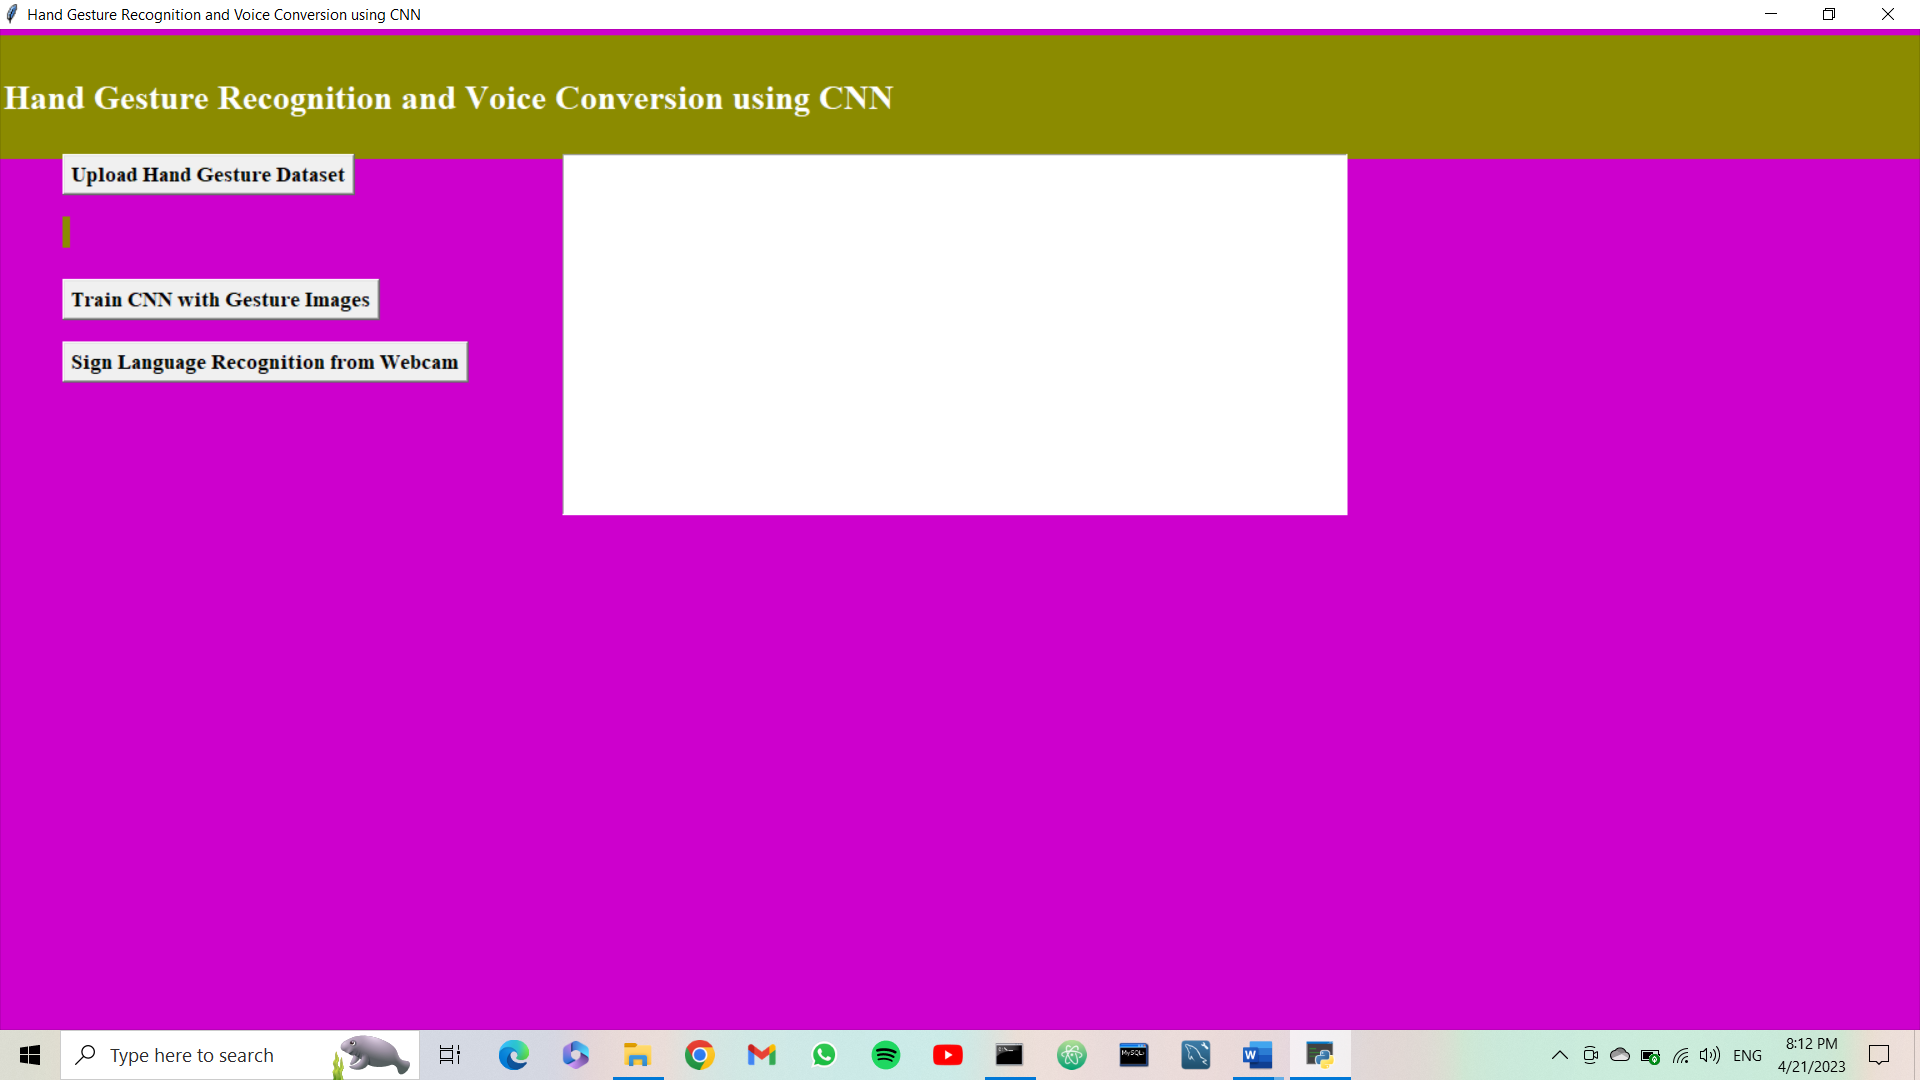 Hand Gesture Recognition and Voice Conversion using CNN
Hand Gesture Recognition and Voice Conversion using CNN
Upload Hand Gesture Dataset
Train CNN with Gesture Images
Sign Language Recognition from Webcam
Type here to search
MySQL
W
ENG
8:12 PM
4/21/2023